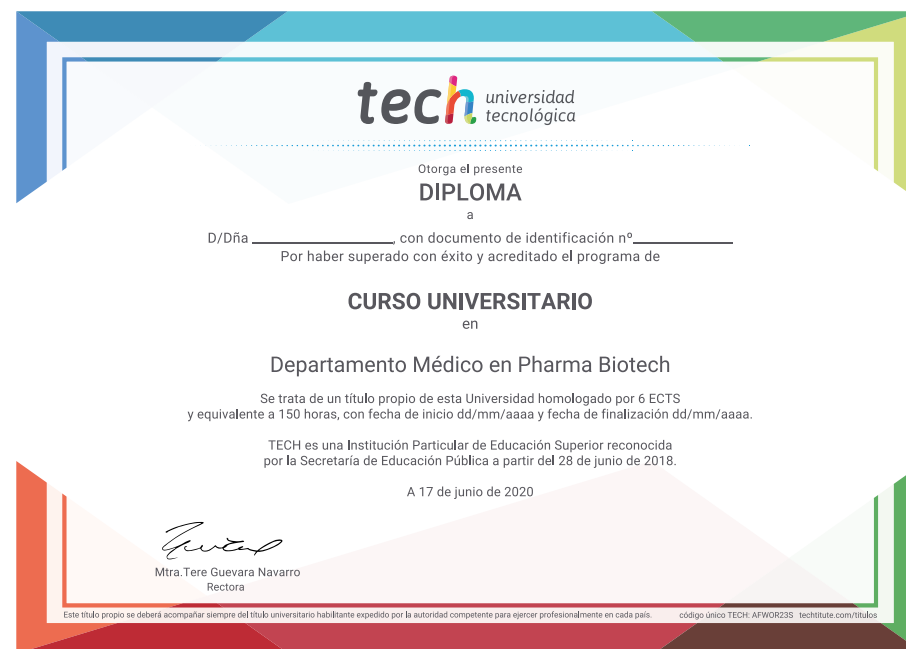 tech universidad
tecnológica
Otorga el presente
DIPLOMA
a
D/Dña ____________, con documento de identificación nº____________
Por haber superado con éxito y acreditado el programa de
CURSO UNIVERSITARIO
en
Departamento Médico en Pharma Biotech
Se trata de un título propio de esta Universidad homologado por 6 ECTS
y equivalente a 150 horas, con fecha de inicio dd/mm/aaaa y fecha de finalización dd/mm/aaaa.
TECH es una Institución Particular de Educación Superior reconocida
por la Secretaría de Educación Pública a partir del 28 de junio de 2018.
A 17 de junio de 2020
Mtra.Tere Guevara Navarro
Rectora
Este título propio se deberá acompañar siempre del título universitario habilitante expedido por la autoridad competente para ejercer profesionalmente en cada país. código único TECH: AFWOR23S techtitute.com/titulos